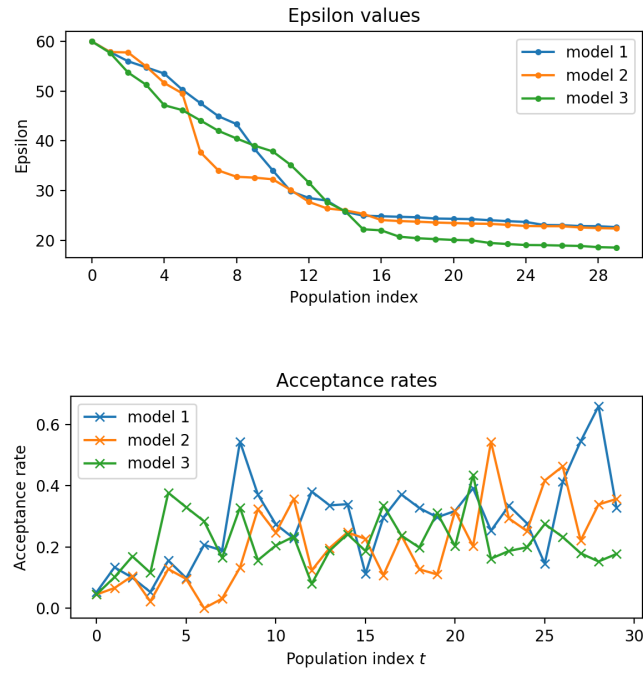 Epsilon values
60
50
40
30
20
Epsilon
model 1
model 2
model 3
0 4 8 12 16 20 24 28
Population index
Acceptance rates
0.6
0.4
0.2
0.0
Acceptance rate
model 1
model 2
model 3
0 5 10 15 20 25 30
Population index t